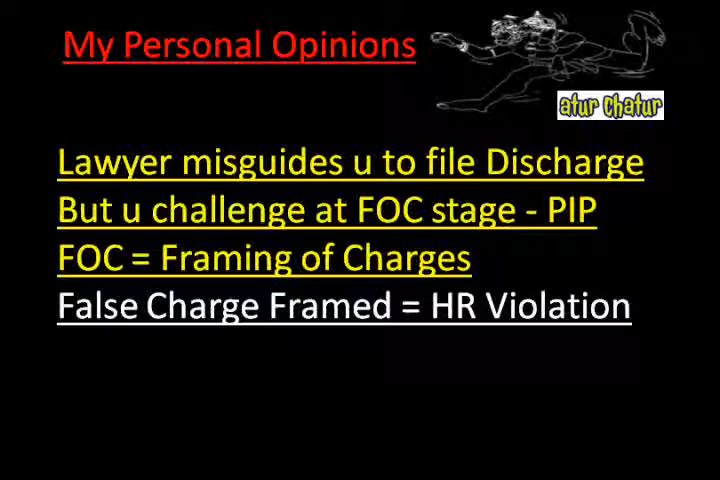 My Personal Opinions
atur chatur
Lawyer misguides u to file Discharge
But u challenge at FOC stage - PIP
FOC = Framing of Charges
False Charge Framed = HR Violation